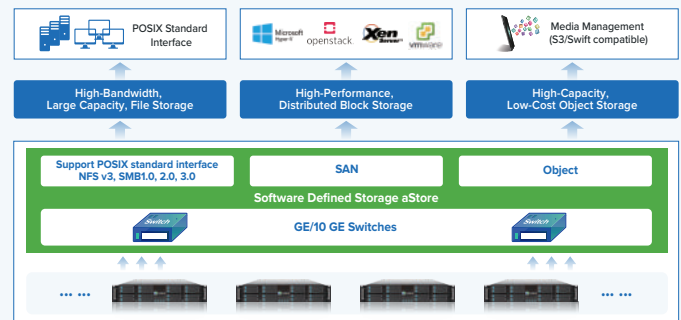 POSIX Standard
Interface
Microsoft
Hyper-V
openstack.
Xen
Server
vmware
Media Management
(S3/Swift compatible)
High-Bandwidth,
Large Capacity, File Storage
High-Performance,
Distributed Block Storage
High-Capacity,
Low-Cost Object Storage
Support POSIX standard interface
NFS v3, SMB1.0, 2.0, 3.0
SAN
Object
Software Defined Storage aStore
Switch
GE/10 GE Switches
Switch
... ...
... ...